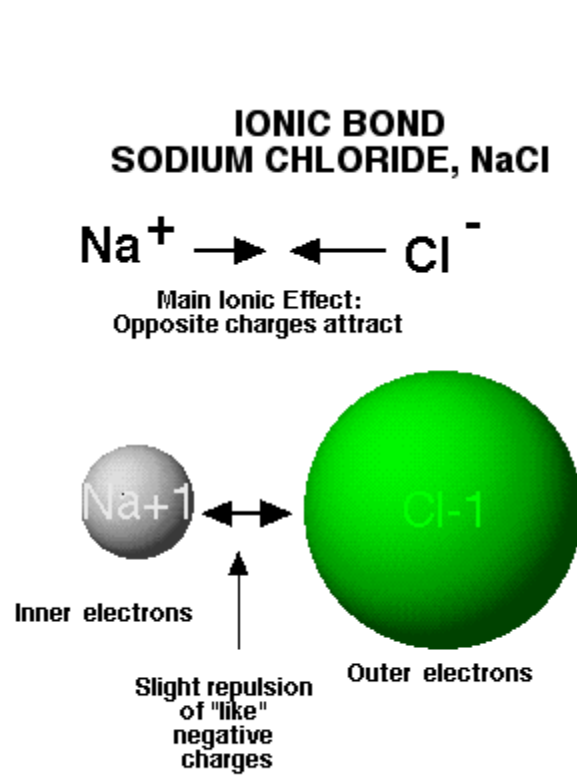 IONIC BOND
SODIUM CHLORIDE, NaCl
Na+ Cl-
Main Ionic Effect:
Opposite charges attract
Na+1 Cl-1
Inner electrons
Outer electrons
Slight repulsion
of "like"
negative
charges